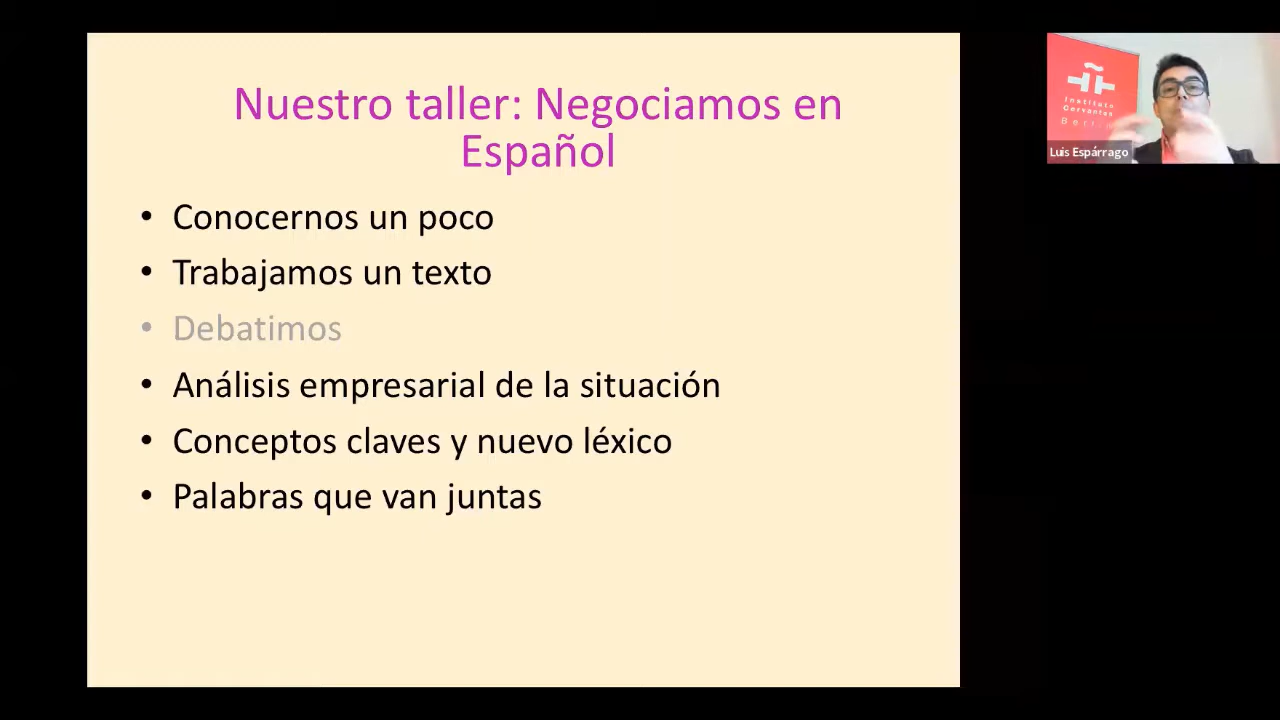 Nuestro taller: Negociamos en
Español
• Conocernos un poco
• Trabajamos un texto
• Debatimos
• Análisis empresarial de la situación
• Conceptos claves y nuevo léxico
• Palabras que van juntas
Instituto
Cervantes
Luis Espárrago